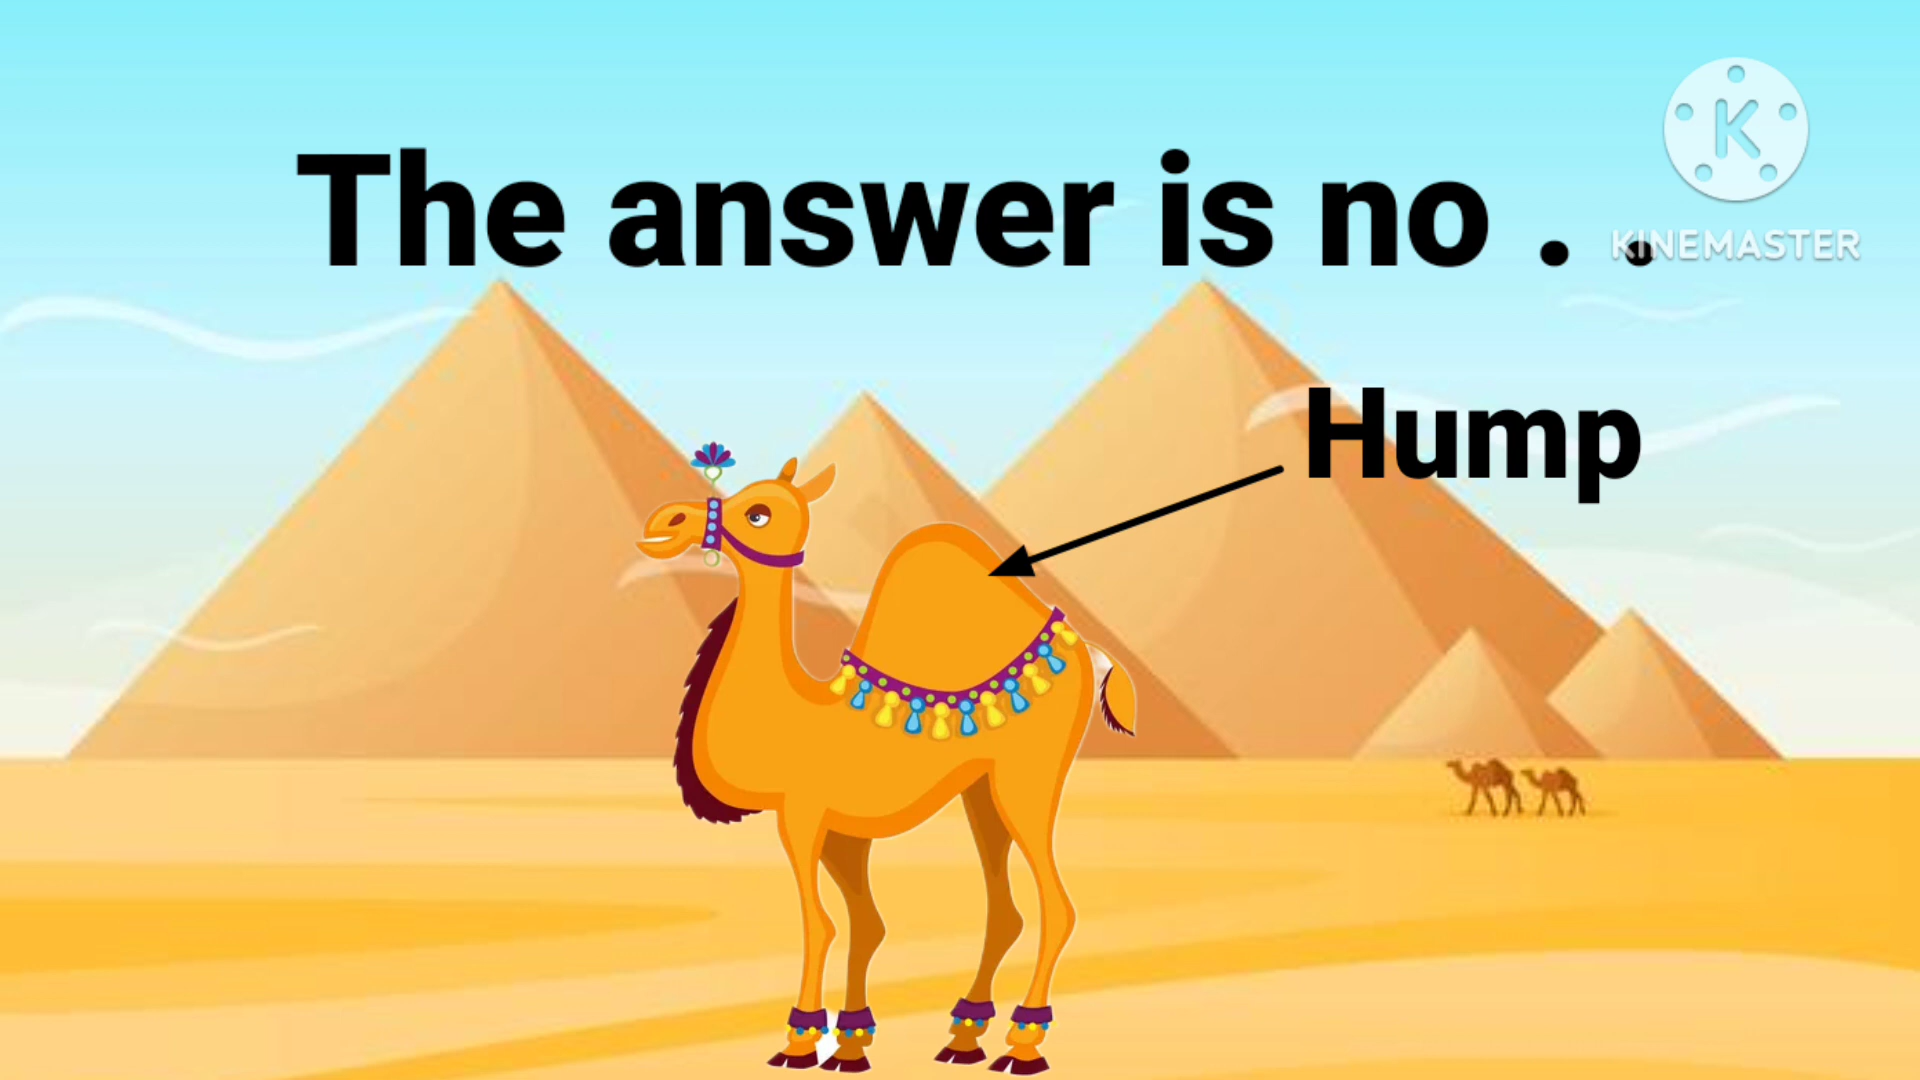 The answer is no . .
K
KINEMASTER
Hump